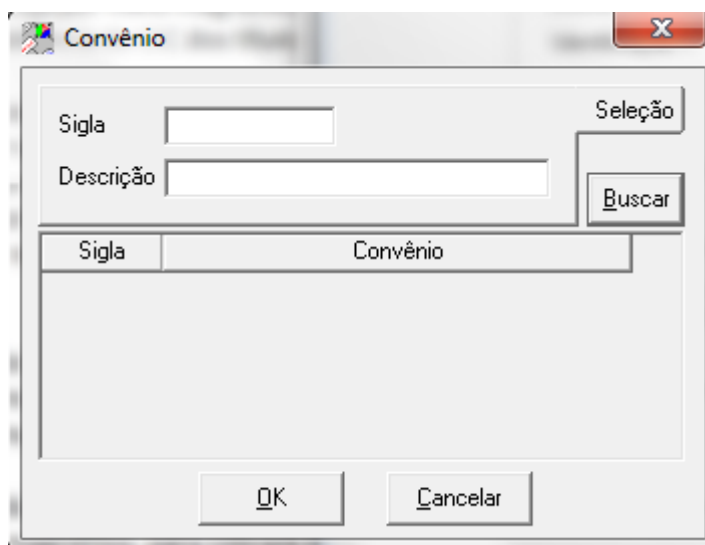 Convênio
Sigla
Seleção
Descrição
Buscar
Sigla Convênio
OK Cancelar